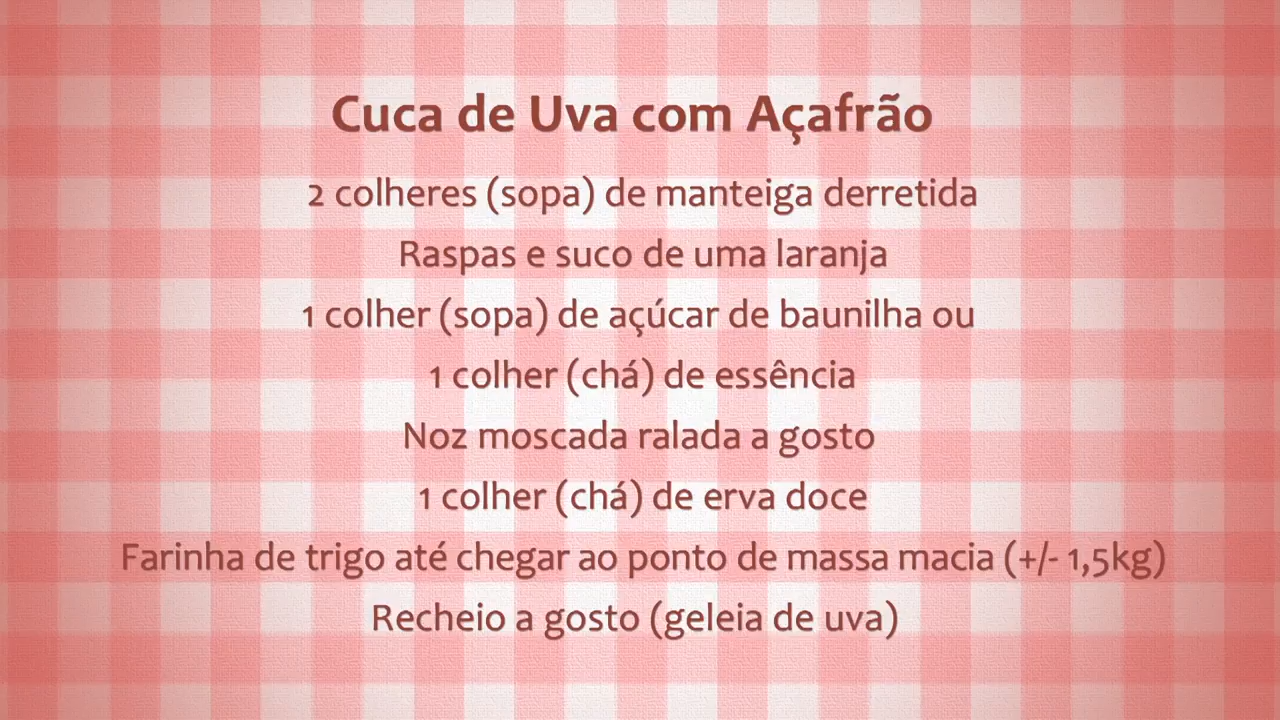 Cuca de Uva com Açafrão
2 colheres (sopa) de manteiga derretida
Raspas e suco de uma laranja
1 colher (sopa) de açúcar de baunilha ou
1 colher (chá) de essência
Noz moscada ralada a gosto
1 colher (chá) de erva doce
Farinha de trigo até chegar ao ponto de massa macia (+/- 1,5kg)
Recheio a gosto (geleia de uva)